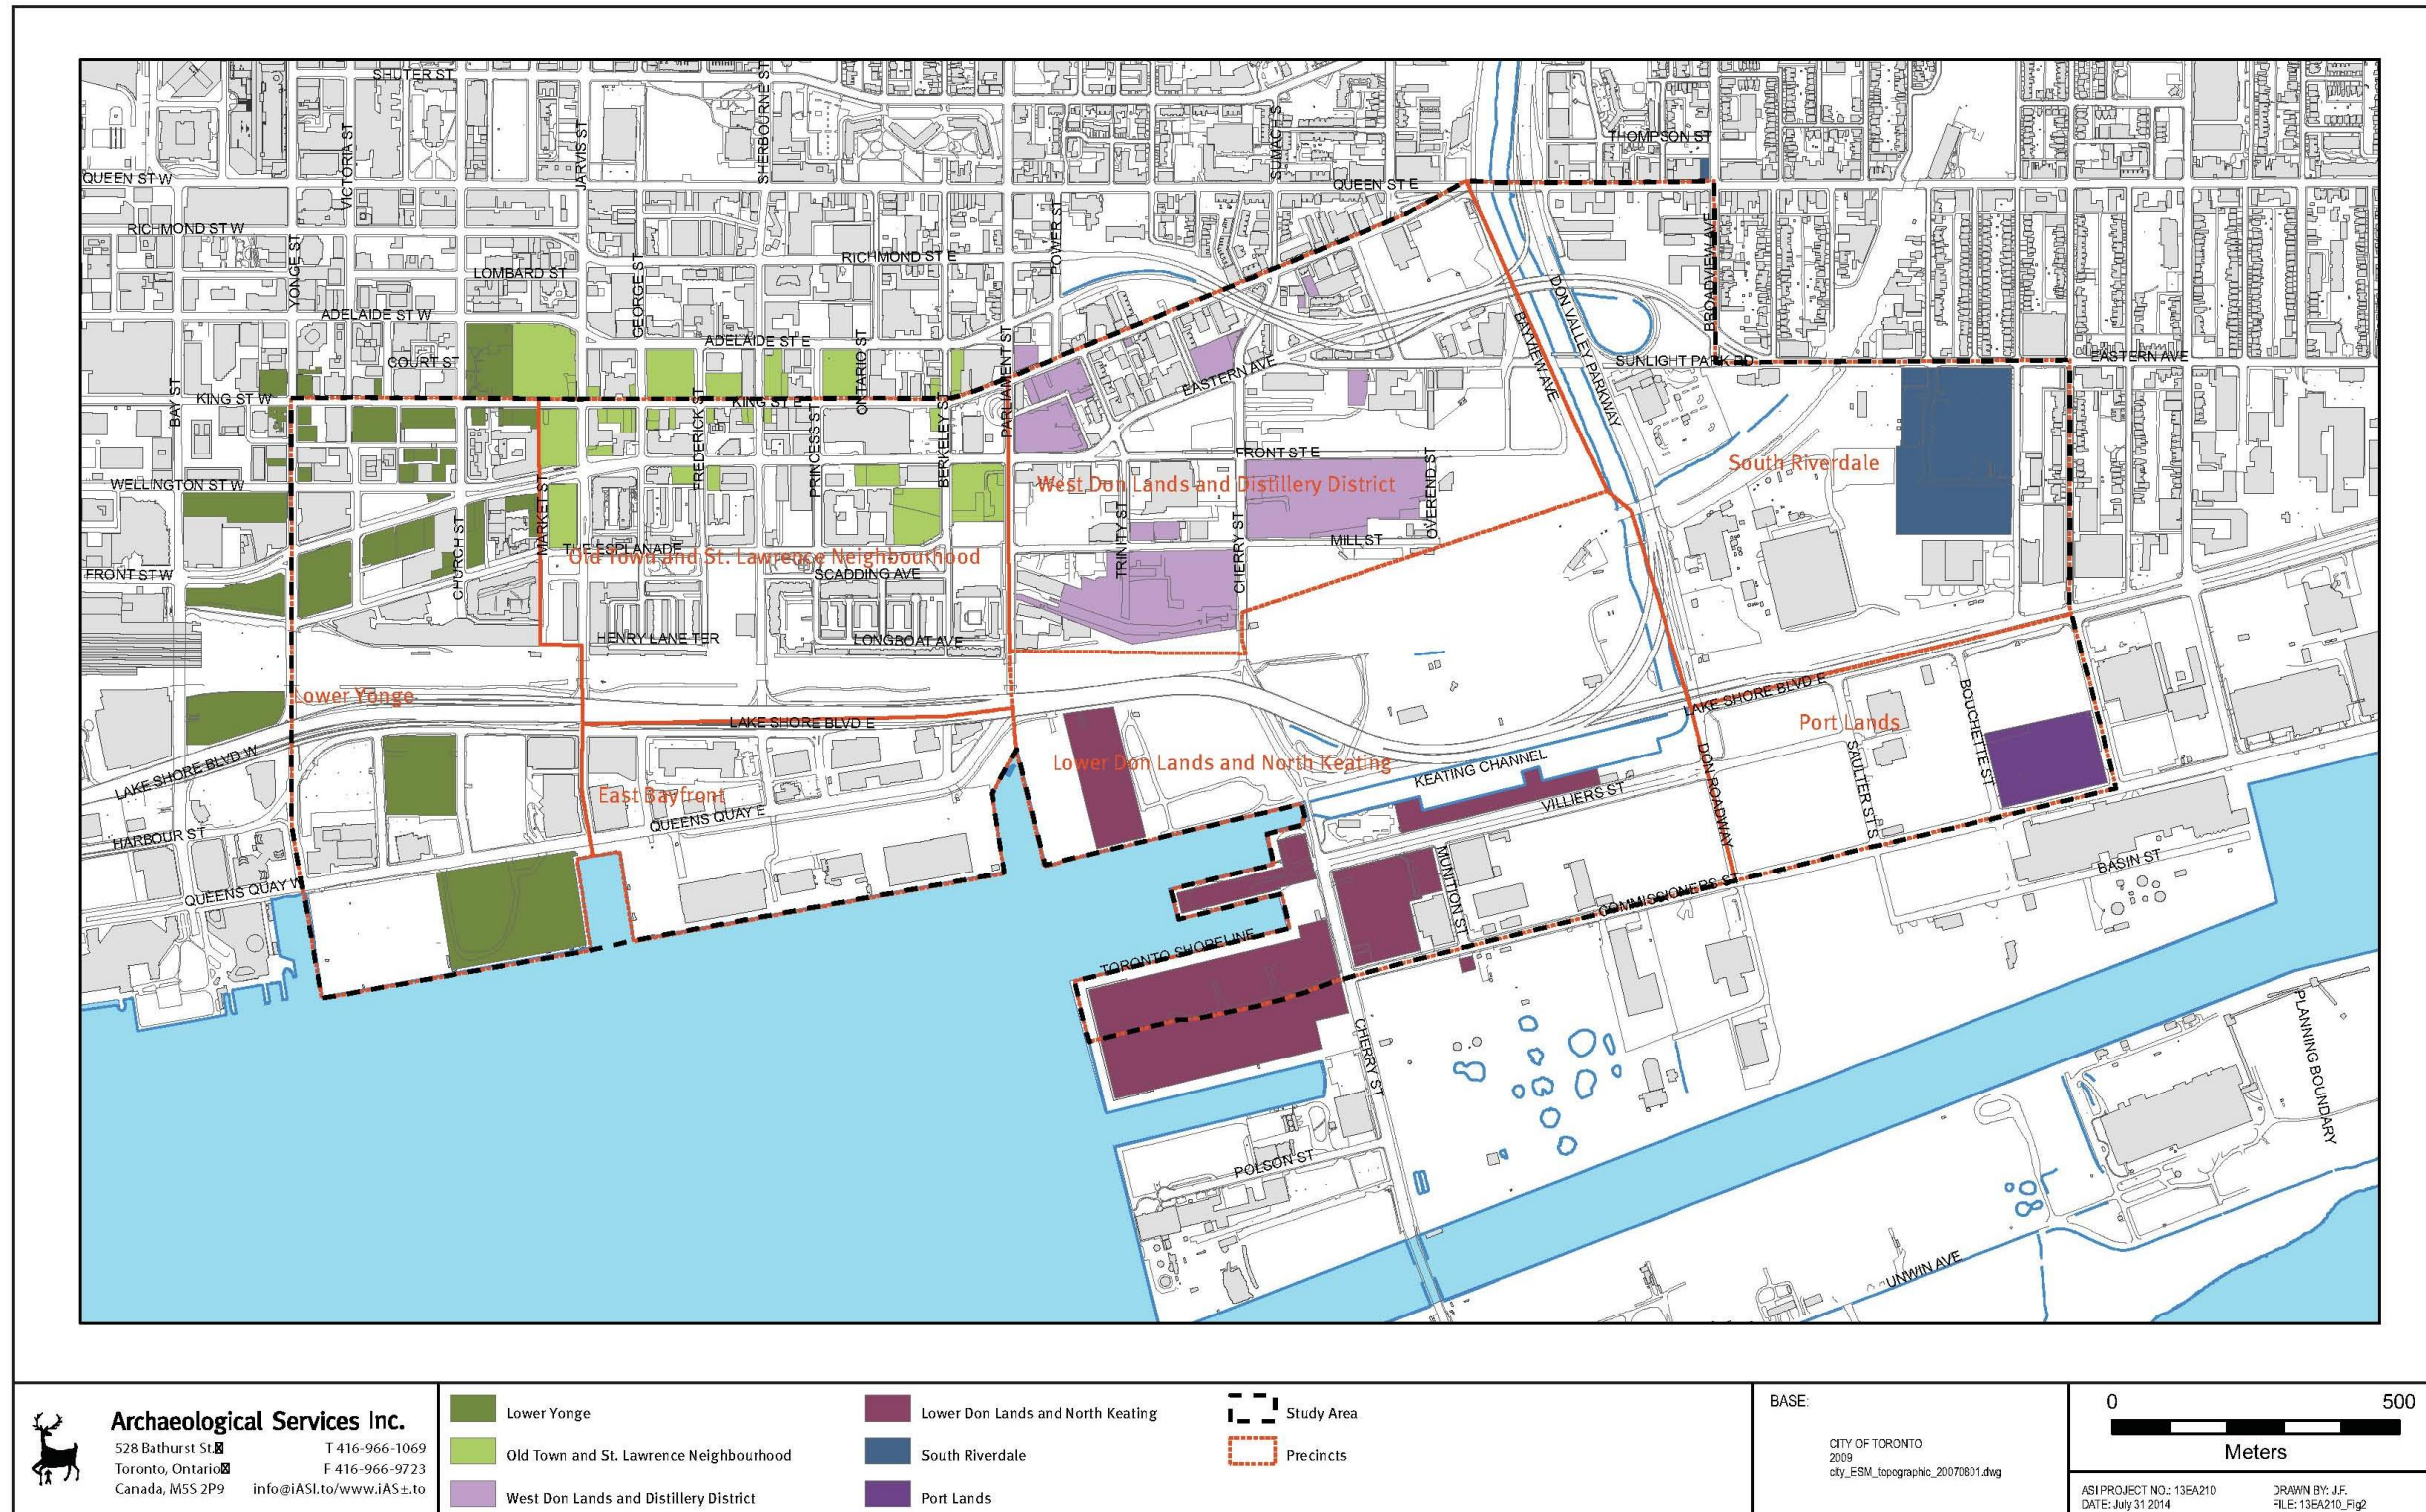 SHUTER ST
THOMPSON ST
SUMACH S
VICTORIA ST
JARVIS ST
SHERBOURNE ST
QUEEN ST W
QUEEN ST E
RICHMOND ST W
YONGE ST
LOMBARD ST
GEORGE ST
RICHMOND ST E
POWER ST
BROADVIEW AVE
DON VALLEY PARKWAY
BAYVIEW AVE
ADELAIDE ST W
ADELAIDE ST E
ONTARIO ST
PARLIAMENT ST
COURT ST
EASTERN AVE
SUNLIGHT PARK RD
EASTERN AVE
BAY ST
KING ST W
KING ST E
FREDERICK ST
PRINCESS ST
BERKELEY ST
FRONT ST E
OVEREND ST
South Riverdale
WELLINGTON ST W
West Don Lands and Distillery District
MARKET ST
CHURCH ST
TRINITY ST
CHERRY ST
MILL ST
THE ESPLANADE
Old Town and St. Lawrence Neighbourhood
FRONT ST W
SCADDING AVE
HENRY LANE TER
LONGBOAT AVE
Lower Yonge
LAKE SHORE BLVD E
LAKE SHORE BLVD E
Port Lands
BOUCHETTE ST
SAULTER ST S
DON ROADWAY
Lower Don Lands and North Keating
KEATING CHANNEL
VILLIERS ST
LAKE SHORE BLVD W
East Bayfront
QUEENS QUAY E
HARBOUR ST
QUEENS QUAY W
MUNITION ST
COMMISSIONERS ST
BASIN ST
TORONTO SHORELINE
CHERRY ST
PLANNING BOUNDARY
POLSON ST
UNWIN AVE
Archaeological Services Inc.
528 Bathurst St. T 416-966-1069
Toronto, Ontario F 416-966-9723
Canada, M5S 2P9 info@iASI.to/www.iAS±.to
Lower Yonge
Old Town and St. Lawrence Neighbourhood
West Don Lands and Distillery District
Lower Don Lands and North Keating
South Riverdale
Port Lands
Study Area
Precincts
BASE:
CITY OF TORONTO
2009
city_ESM_topographic_20070801.dwg
0 500
Meters
ASI PROJECT NO.: 13EA210 DRAWN BY: J.F.
DATE: July 31 2014 FILE: 13EA210_Fig2